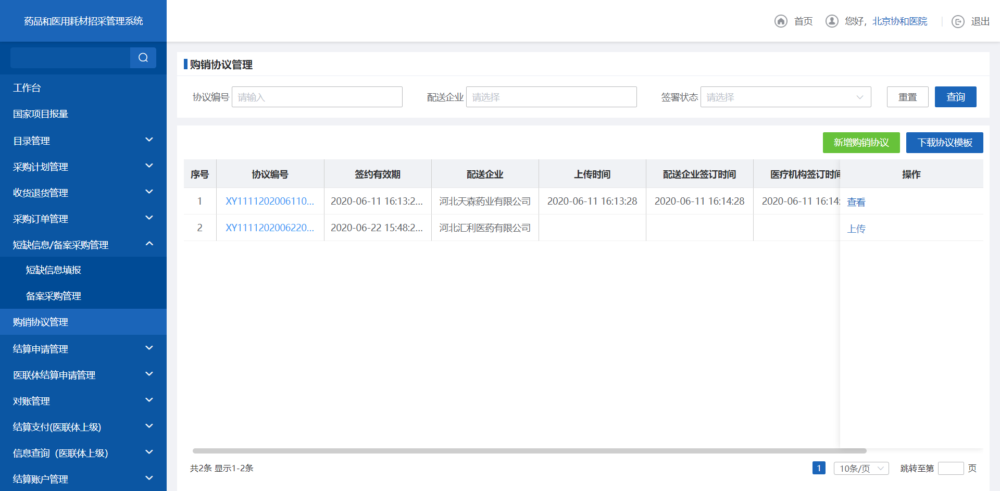 药品和医用耗材招采管理系统
首页 您好，北京协和医院 退出
工作台
国家项目报量
目录管理
采购计划管理
收货退货管理
采购订单管理
短缺信息/备案采购管理
短缺信息填报
备案采购管理
购销协议管理
结算申请管理
医联体结算申请管理
对账管理
结算支付(医联体上级)
信息查询（医联体上级）
结算账户管理
购销协议管理
协议编号 请输入 配送企业 请选择 签署状态 请选择 重置 查询
新增购销协议 下载协议模板
序号 协议编号 签约有效期 配送企业 上传时间 配送企业签订时间 医疗机构签订时间 操作
1 XY1111202006110... 2020-06-11 16:13:2... 河北天森药业有限公司 2020-06-11 16:13:28 2020-06-11 16:14:28 2020-06-11 16:14: 查看
2 XY1111202006220... 2020-06-22 15:48:2... 河北汇利医药有限公司 上传
共2条 显示1-2条 1 10条/页 跳转至第 页